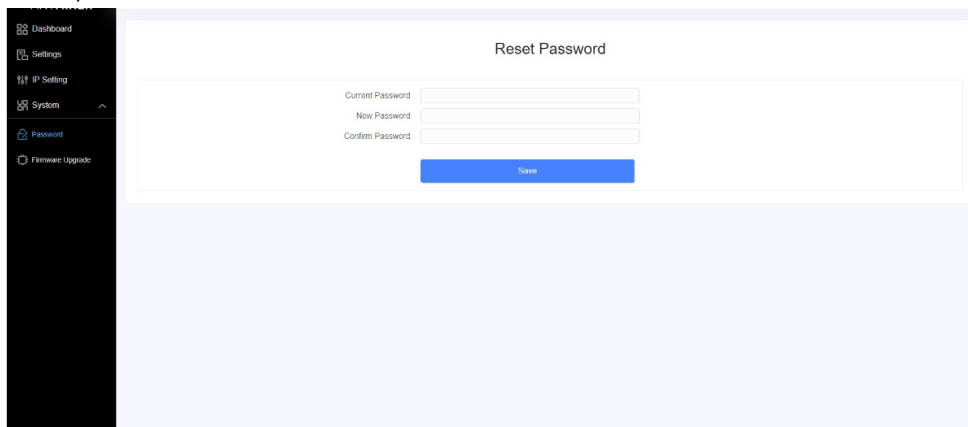 Dashboard
Settings
IP Setting
System
Password
Firmware Upgrade
Reset Password
Current Password
New Password
Confirm Password
Save